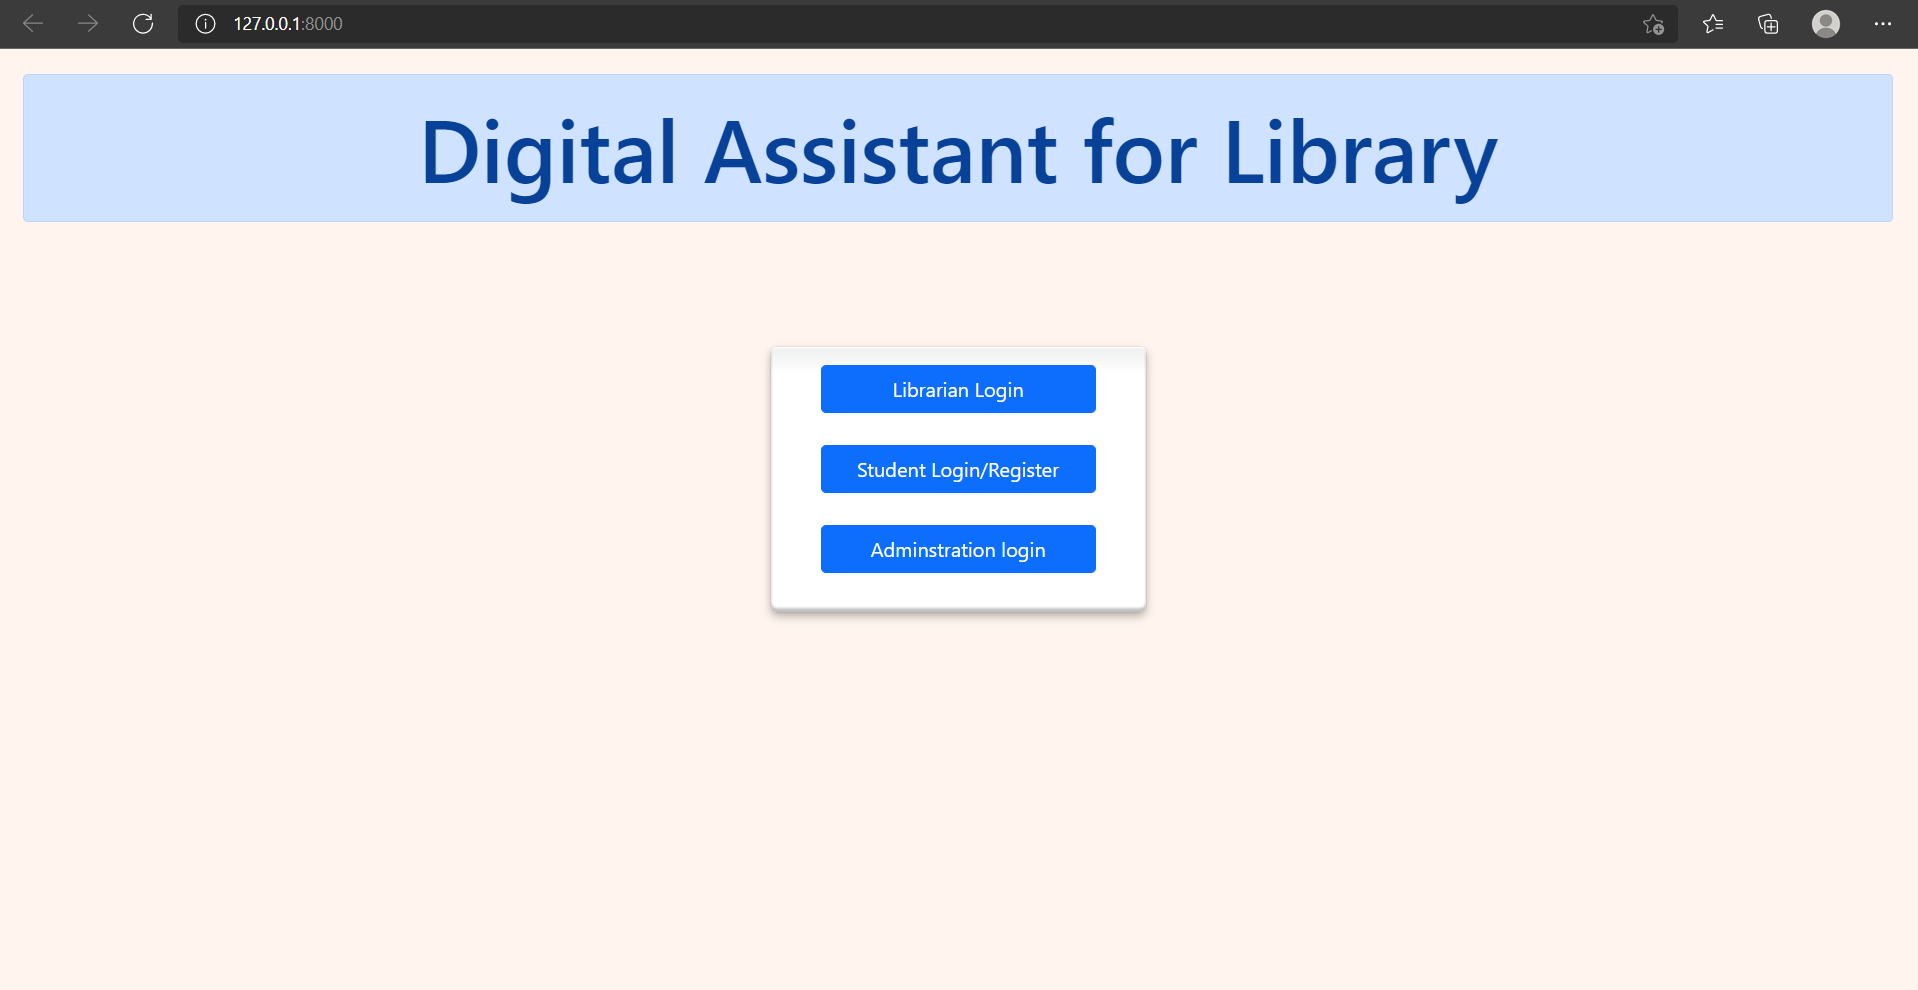 127.0.0.1:8000
Digital Assistant for Library
Librarian Login
Student Login/Register
Adminstration login